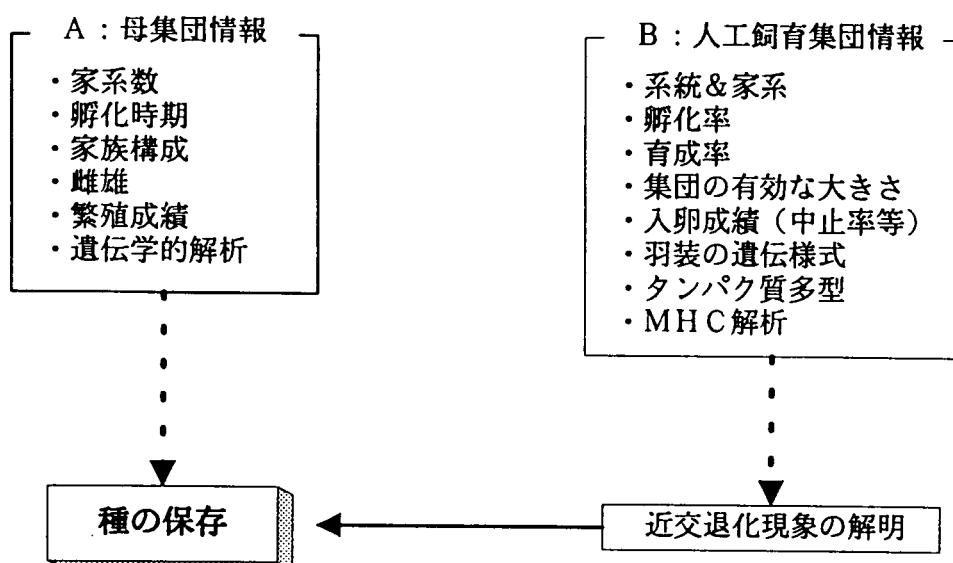 A:母集団情報
・家系数
・孵化時期
・家族構成
・雌雄
・繁殖成績
・遺伝学的解析
B:人工飼育集団情報
・系統&家系
・孵化率
・育成率
・集団の有効な大きさ
・入卵成績(中止率等)
・羽装の遺伝様式
・タンパク質多型
・MHC解析
種の保存
近交退化現象の解明